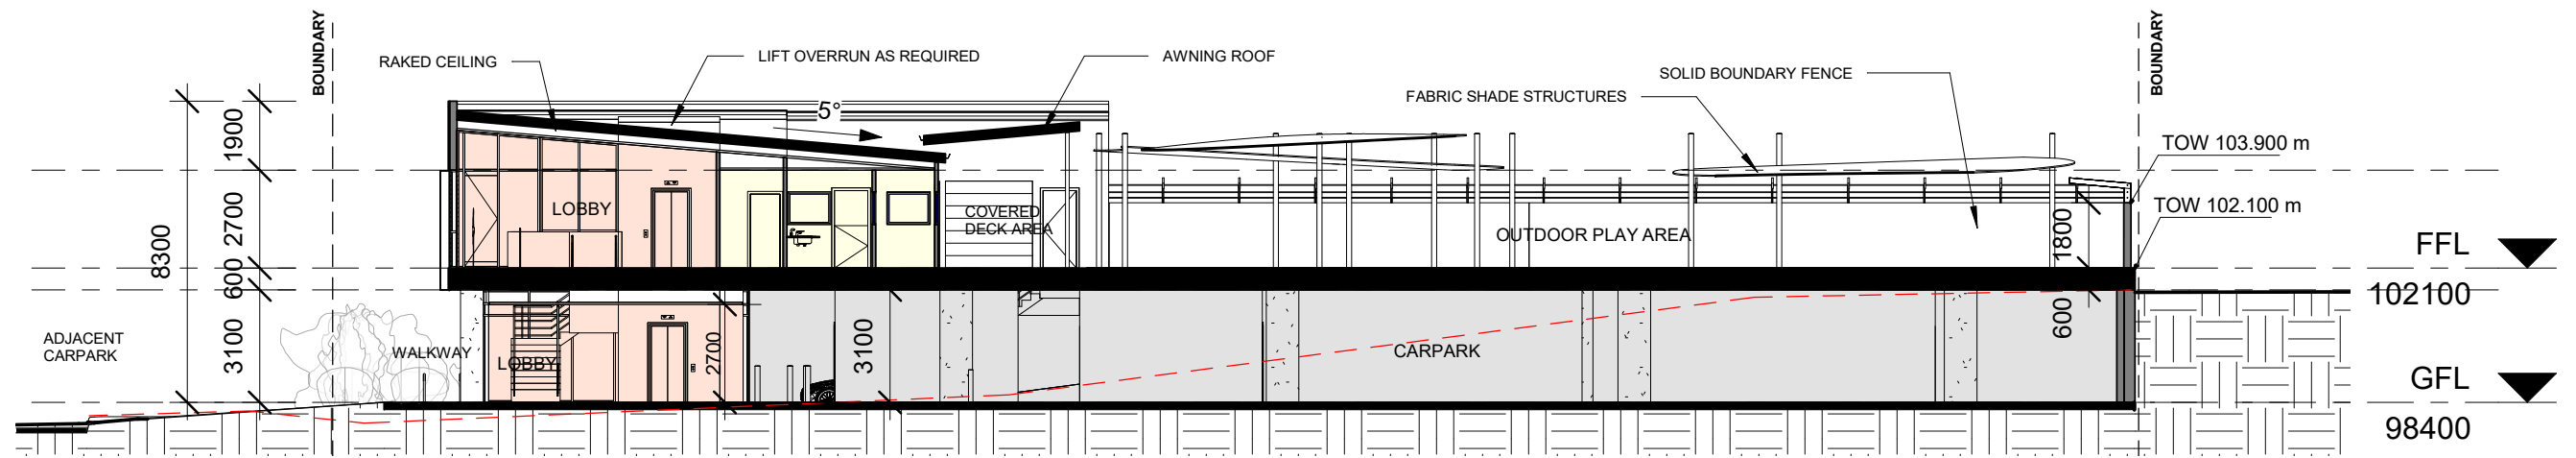 BOUNDARY
BOUNDARY
RAKED CEILING
LIFT OVERRUN AS REQUIRED
AWNING ROOF
SOLID BOUNDARY FENCE
FABRIC SHADE STRUCTURES
5°
1900
TOW 103.900 m
TOW 102.100 m
LOBBY
COVERED
DECK AREA
OUTDOOR PLAY AREA
2700
8300
1800
FFL
600
102100
ADJACENT
CARPARK
3100
WALKWAY
LOBBY
2700
3100
CARPARK
600
GFL
98400